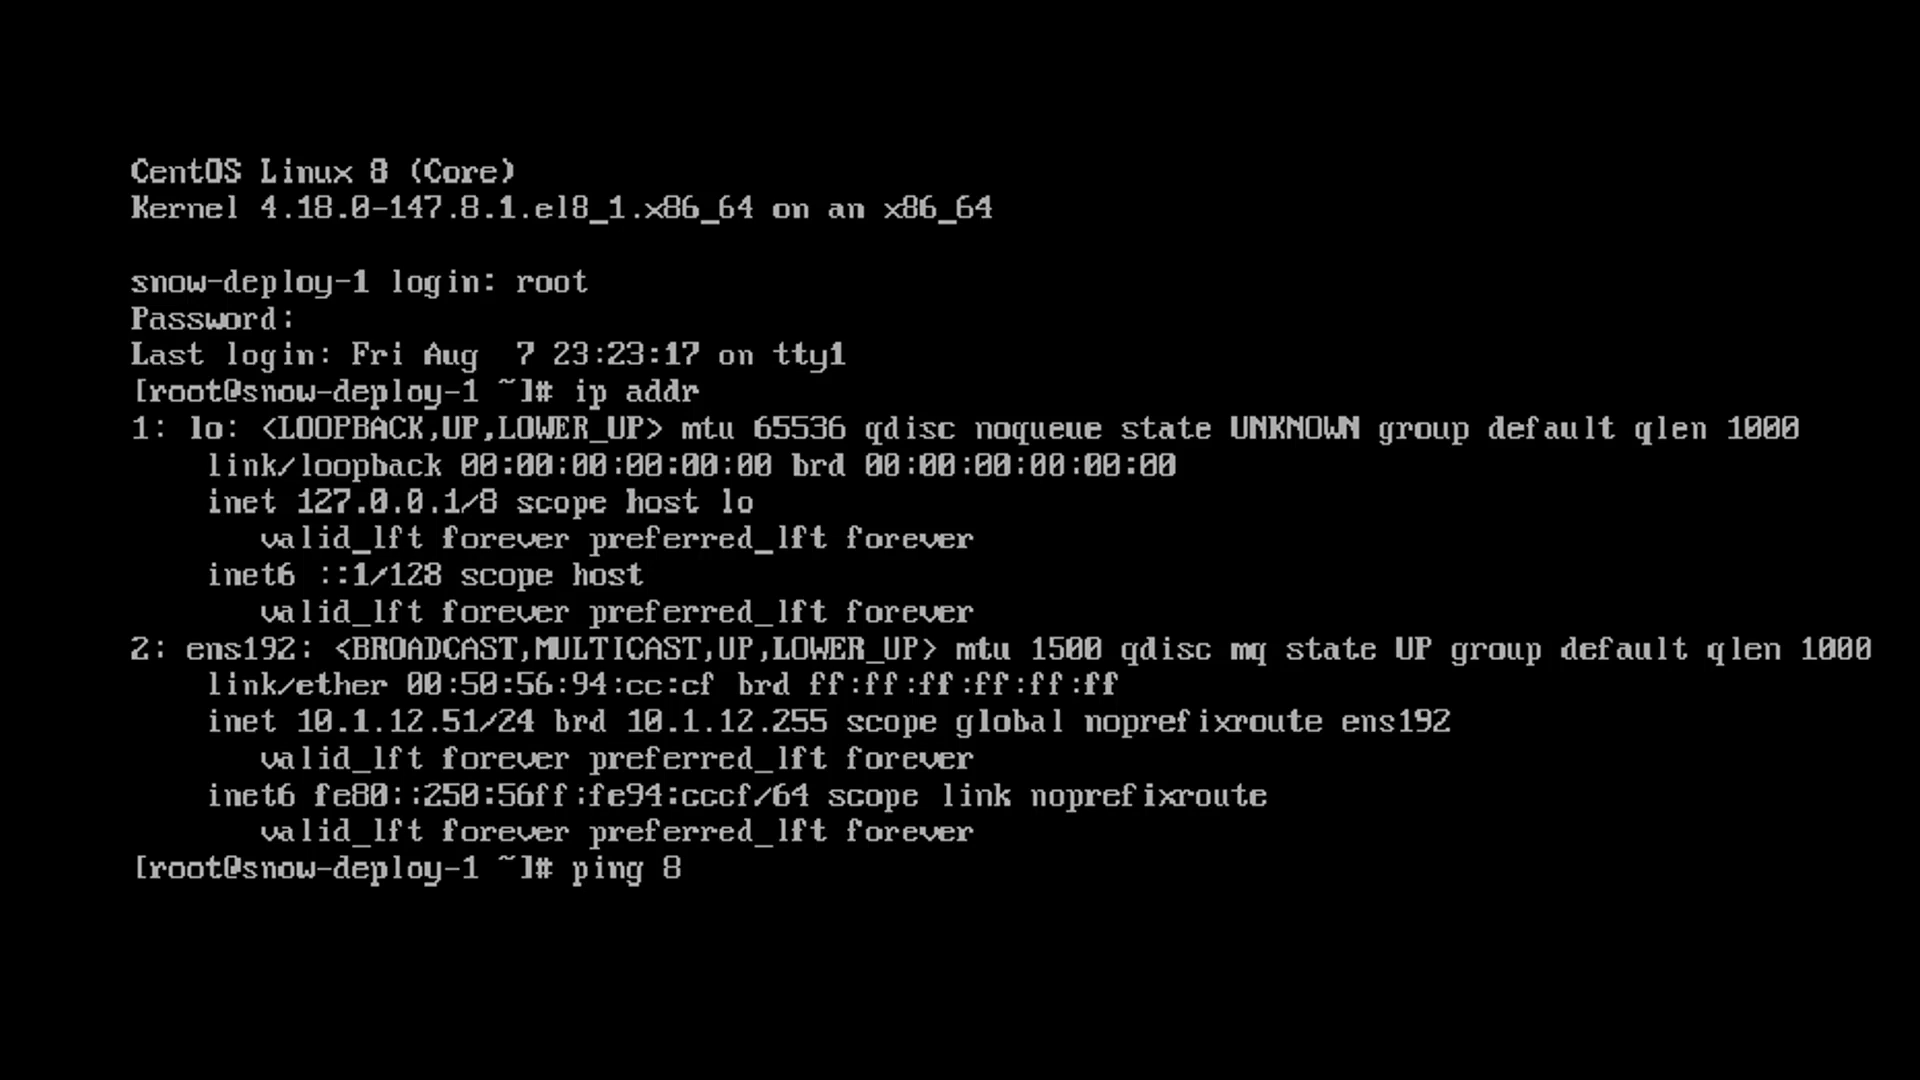 CentOS Linux 8 (Core)
Kernel 4.18.0-147.8.1.el8_1.x86_64 on an x86_64
snow-deploy-1 login: root
Password:
Last login: Fri Aug  7 23:23:17 on tty1
[root@snow-deploy-1 ~]# ip addr
1: lo: <LOOPBACK,UP,LOWER_UP> mtu 65536 qdisc noqueue state UNKNOWN group default qlen 1000
    link/loopback 00:00:00:00:00:00 brd 00:00:00:00:00:00
    inet 127.0.0.1/8 scope host lo
       valid_lft forever preferred_lft forever
    inet6 ::1/128 scope host
       valid_lft forever preferred_lft forever
2: ens192: <BROADCAST,MULTICAST,UP,LOWER_UP> mtu 1500 qdisc mq state UP group default qlen 1000
    link/ether 00:50:56:94:cc:cf brd ff:ff:ff:ff:ff:ff
    inet 10.1.12.51/24 brd 10.1.12.255 scope global noprefixroute ens192
       valid_lft forever preferred_lft forever
    inet6 fe80::250:56ff:fe94:cccf/64 scope link noprefixroute
       valid_lft forever preferred_lft forever
[root@snow-deploy-1 ~]# ping 8